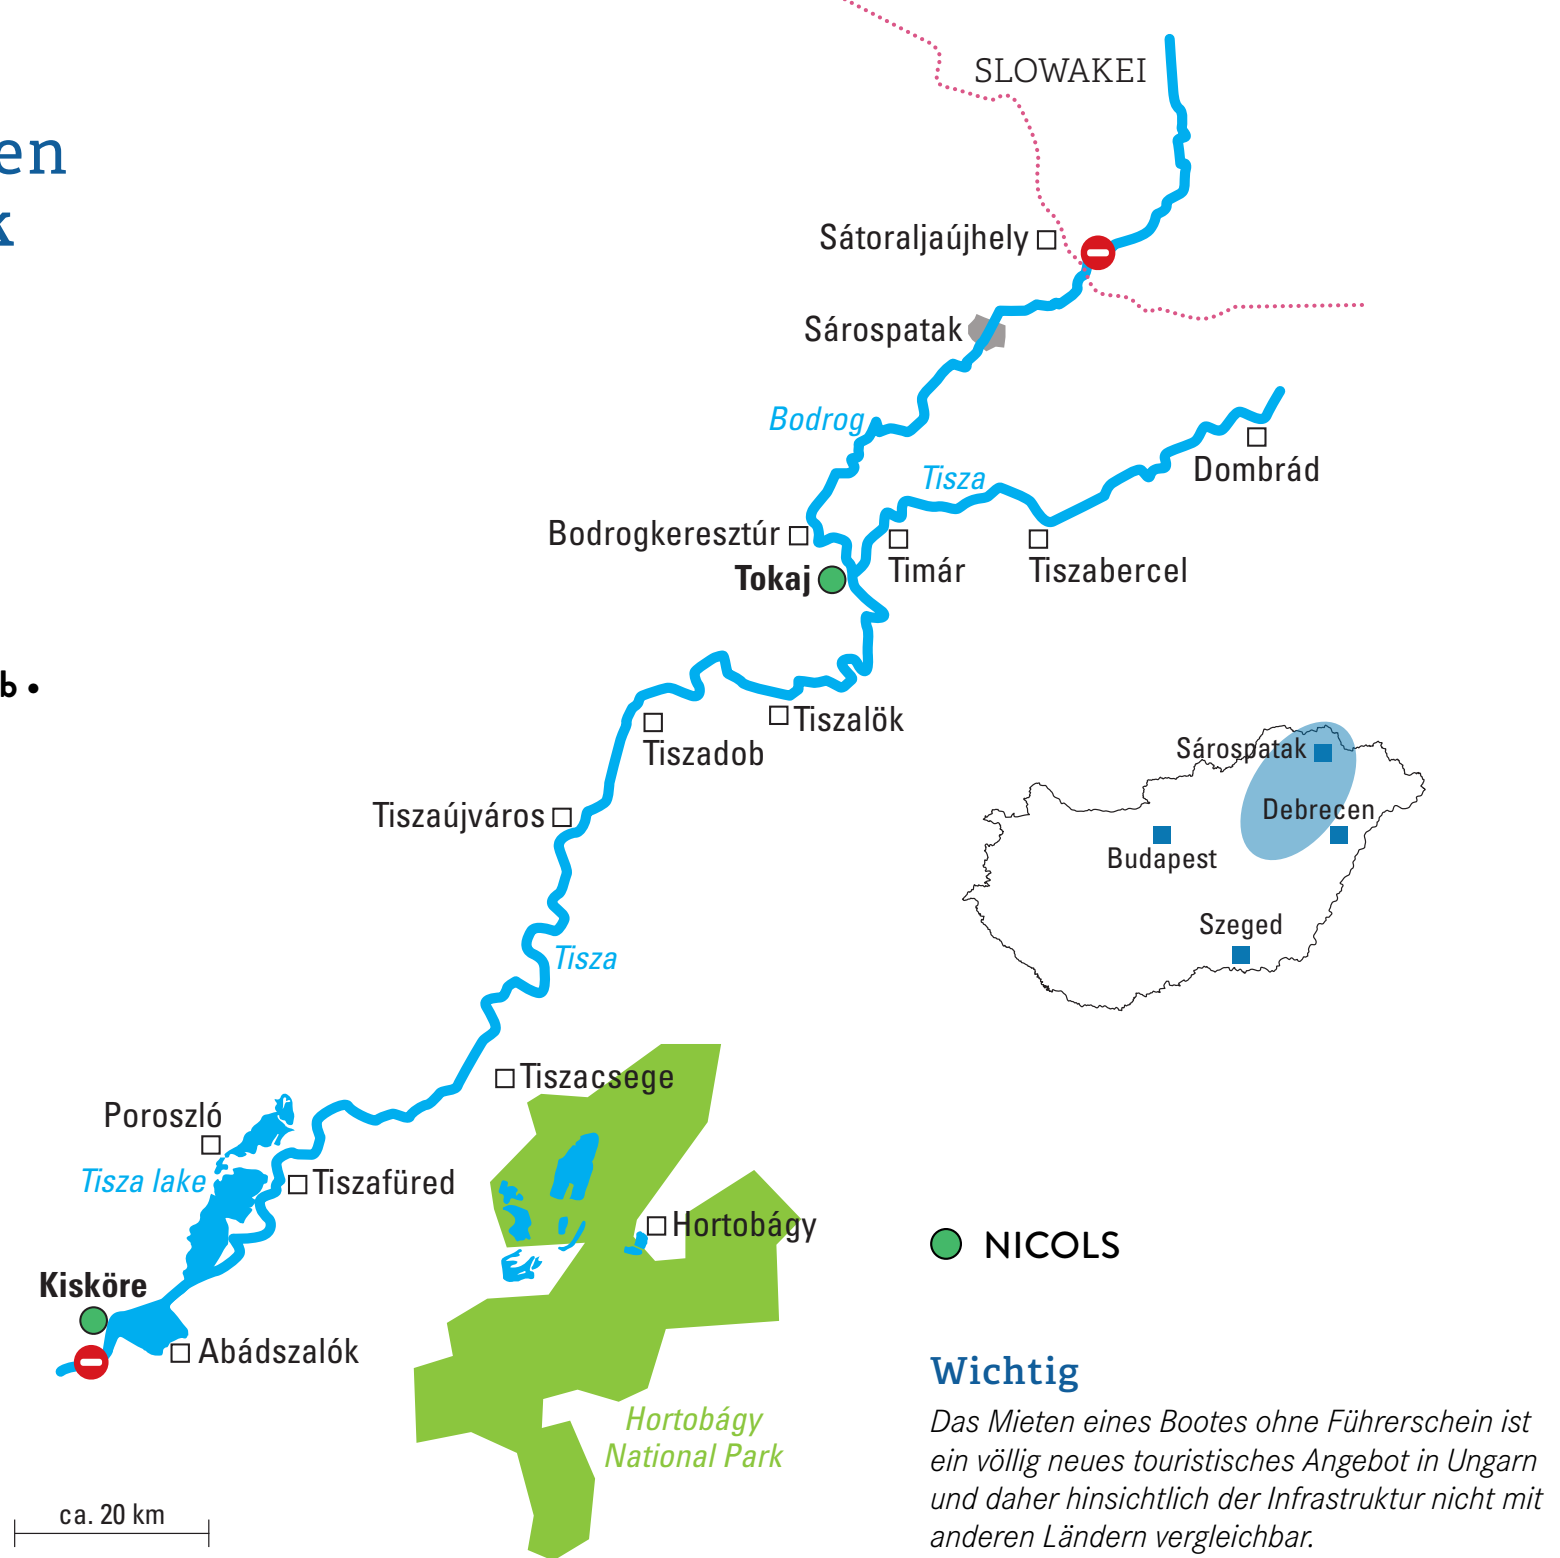 SLOWAKEI
en
k
Sátoraljaújhely
Sárospatak
Bodrog
Tisza
Dombrád
Bodrogkeresztúr
Tokaj
Timár
Tiszabercel
b •
Tiszalök
Tiszadob
Tiszaújváros
Sárospatak
Debrecen
Budapest
Szeged
Tisza
Tiszacsege
Poroszló
Tisza lake
Tiszafüred
Hortobágy
NICOLS
Kisköre
Abádszalók
Hortobágy
National Park
Wichtig
Das Mieten eines Bootes ohne Führerschein ist
ein völlig neues touristisches Angebot in Ungarn
und daher hinsichtlich der Infrastruktur nicht mit
anderen Ländern vergleichbar.
ca. 20 km